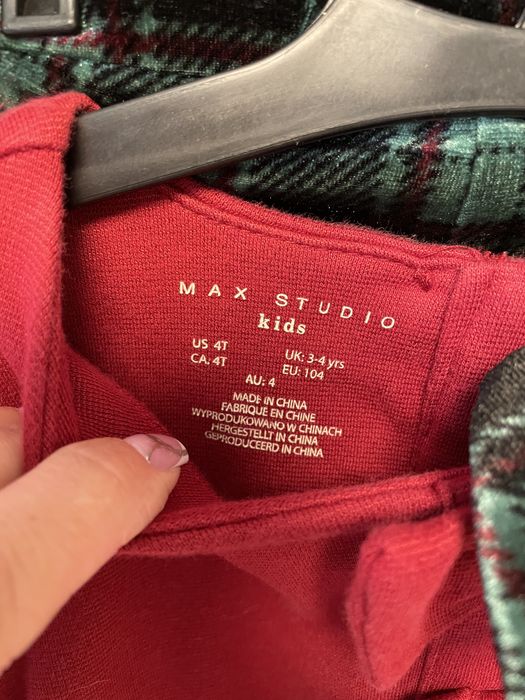 MAX STUDIO
kids
US 4T UK: 3-4 yrs
CA. 4T EU: 104
AU: 4
MADE IN CHINA
FABRIQUÉ EN CHINE
WYPRODUKOWANO W CHINACH
HERGESTELLT IN CHINA
GEPRODUCEERD IN CHINA